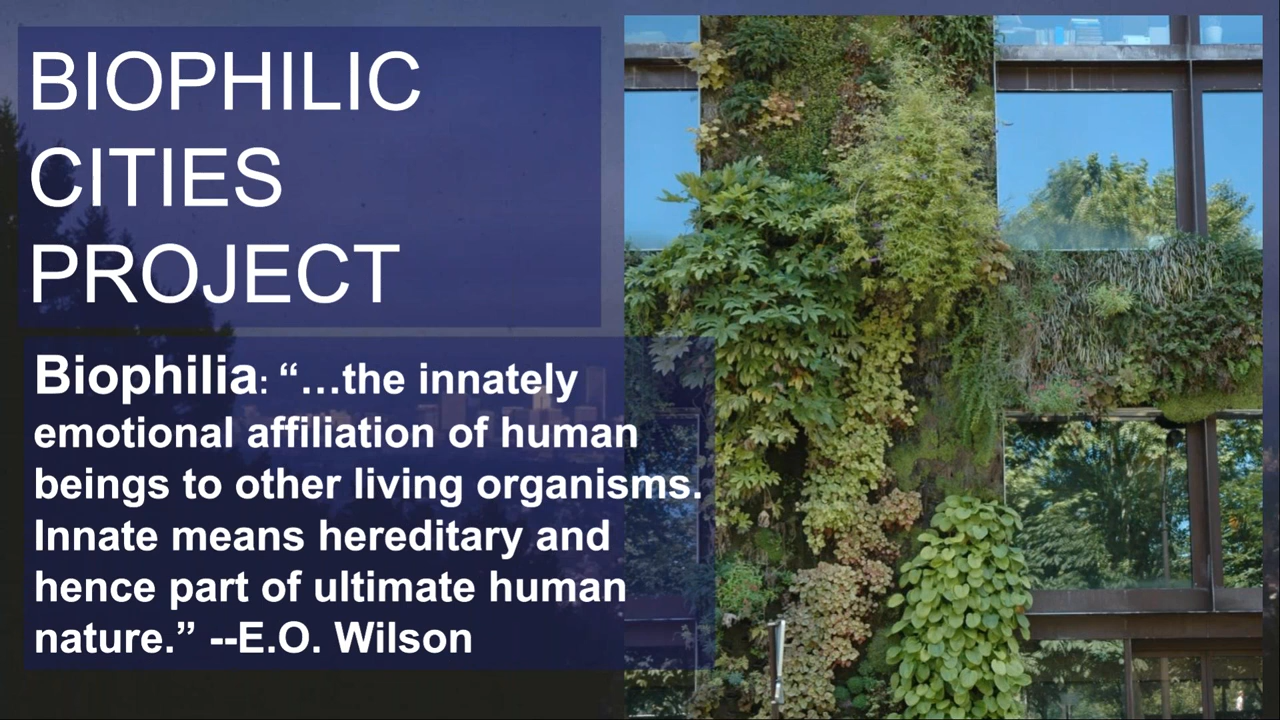 BIOPHILIC
CITIES
PROJECT
Biophilia: “…the innately
emotional affiliation of human
beings to other living organisms.
Innate means hereditary and
hence part of ultimate human
nature.” --E.O. Wilson